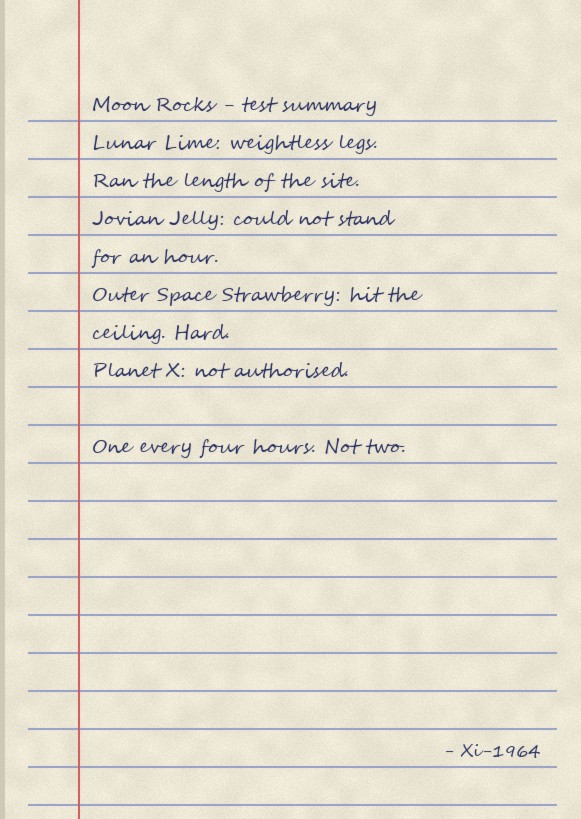 Moon Rocks - test summary
Lunar Lime: weightless legs.
Ran the length of the site.
Jovian Jelly: could not stand
for an hour.
Outer Space Strawberry: hit the
ceiling. Hard.
Planet X: not authorised.
One every four hours. Not two.
- Xi-1964